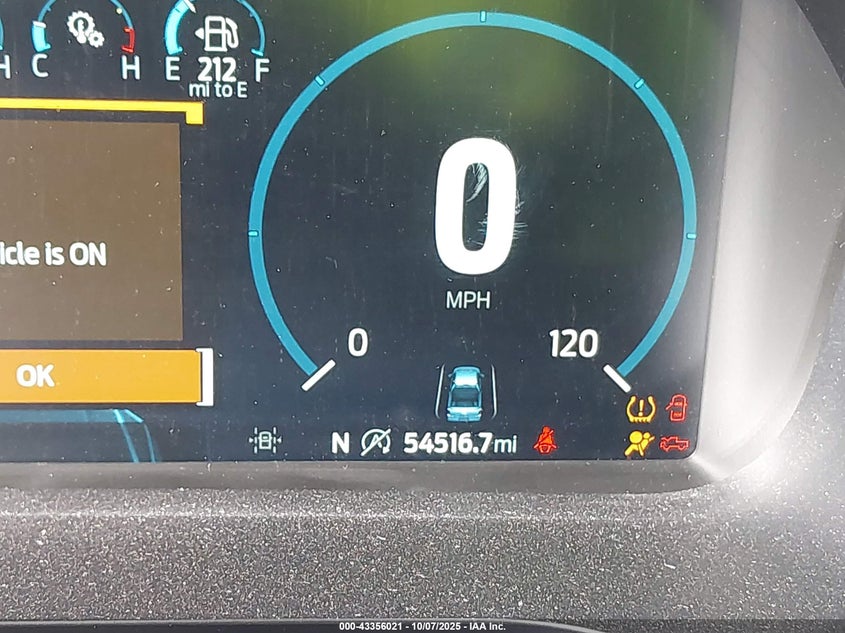 H C H E 212 F
mi to E
icle is ON
OK
0
MPH
0 120
N A 54516.7mi
000-43356021 - 10/07/2025 - IAA Inc.